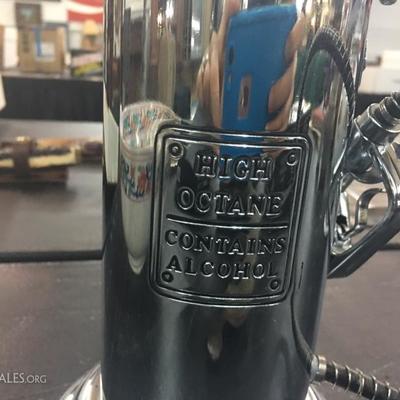 HIGH
OCTANE
CONTAINS
ALCOHOL
ALES.ORG